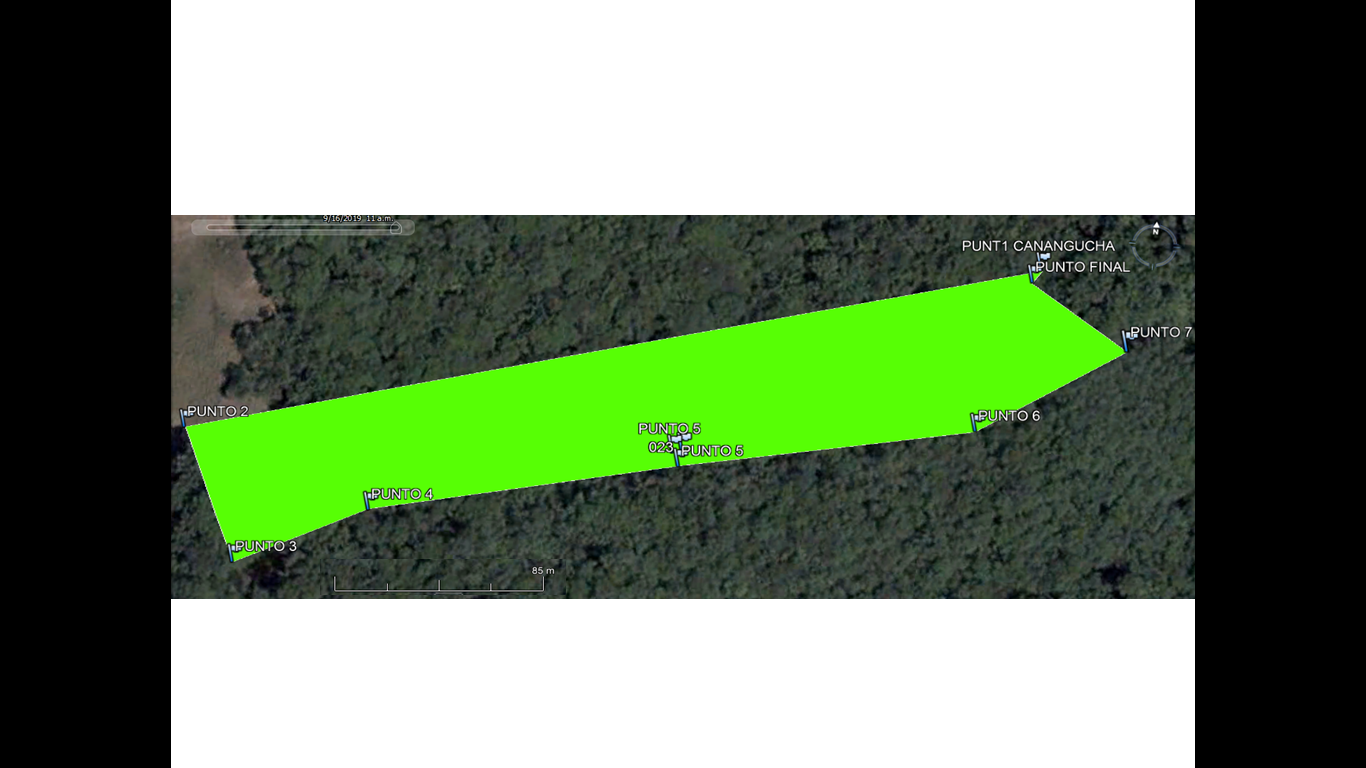 9/16/2019 11 a.m.
N
PUNT1 CANANGUCHA
PUNTO FINAL
PUNTO 7
PUNTO 2
PUNTO 6
PUNTO 5
023
PUNTO 5
PUNTO 4
PUNTO 3
85 m